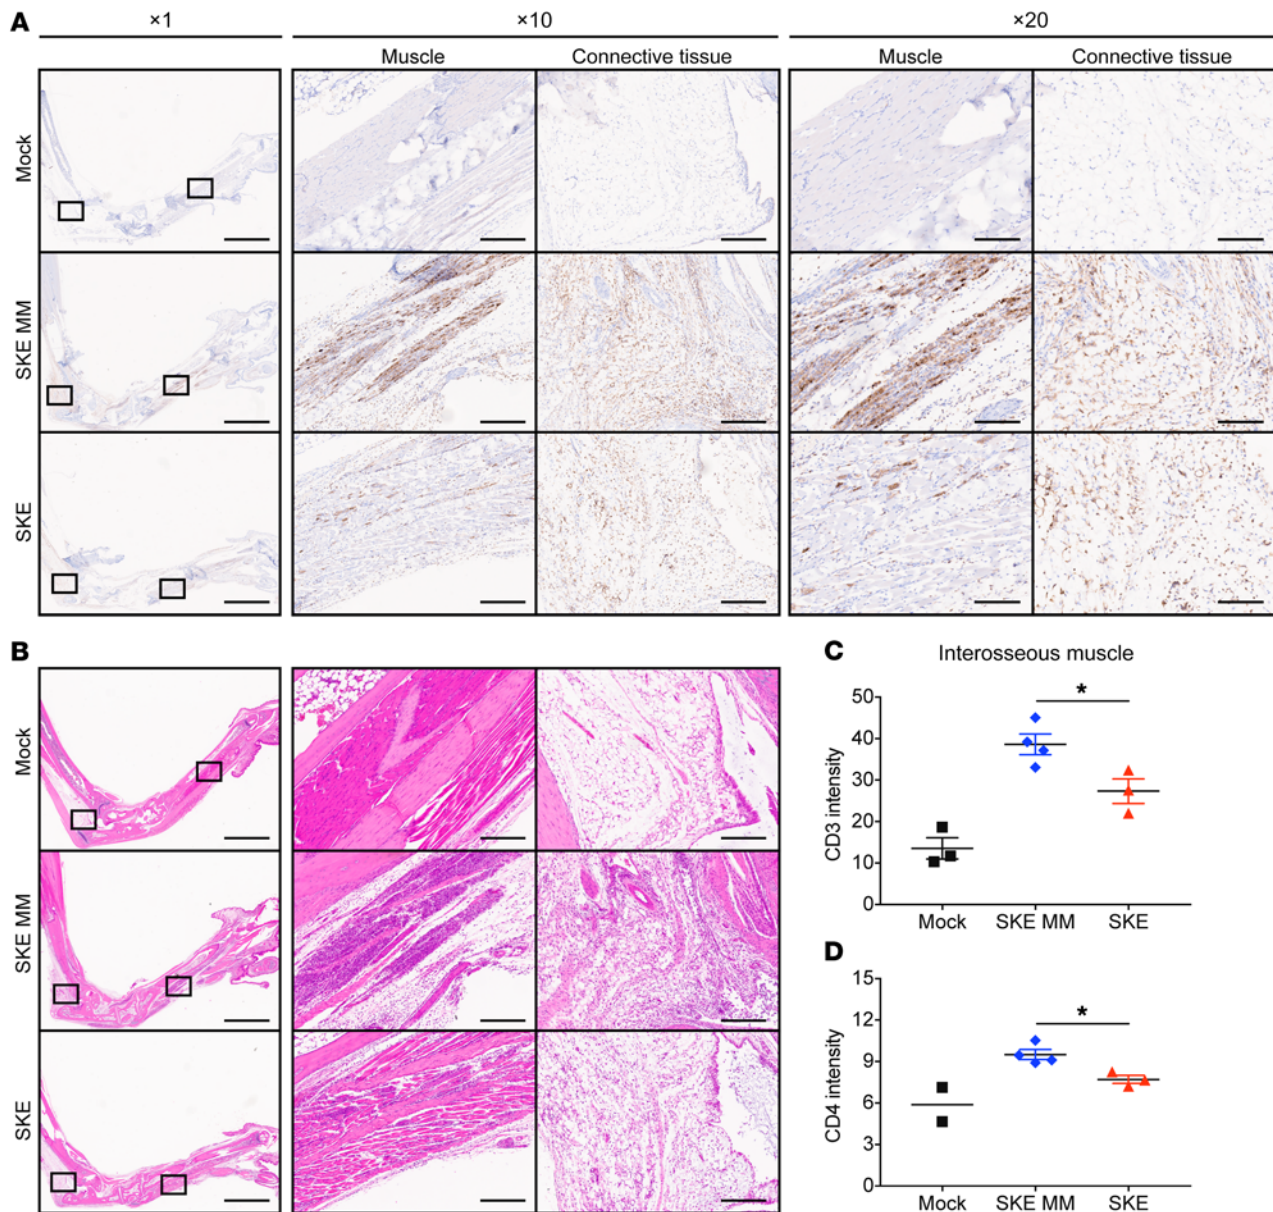 A
×1 ×10 ×20
Muscle Connective tissue Muscle Connective tissue
Mock
SKE MM
SKE
B
Mock
SKE MM
SKE
C
Interosseous muscle
*
50
40
30
20
10
0
CD3 intensity
Mock SKE MM SKE
D
*
15
12
9
6
3
0
CD4 intensity
Mock SKE MM SKE